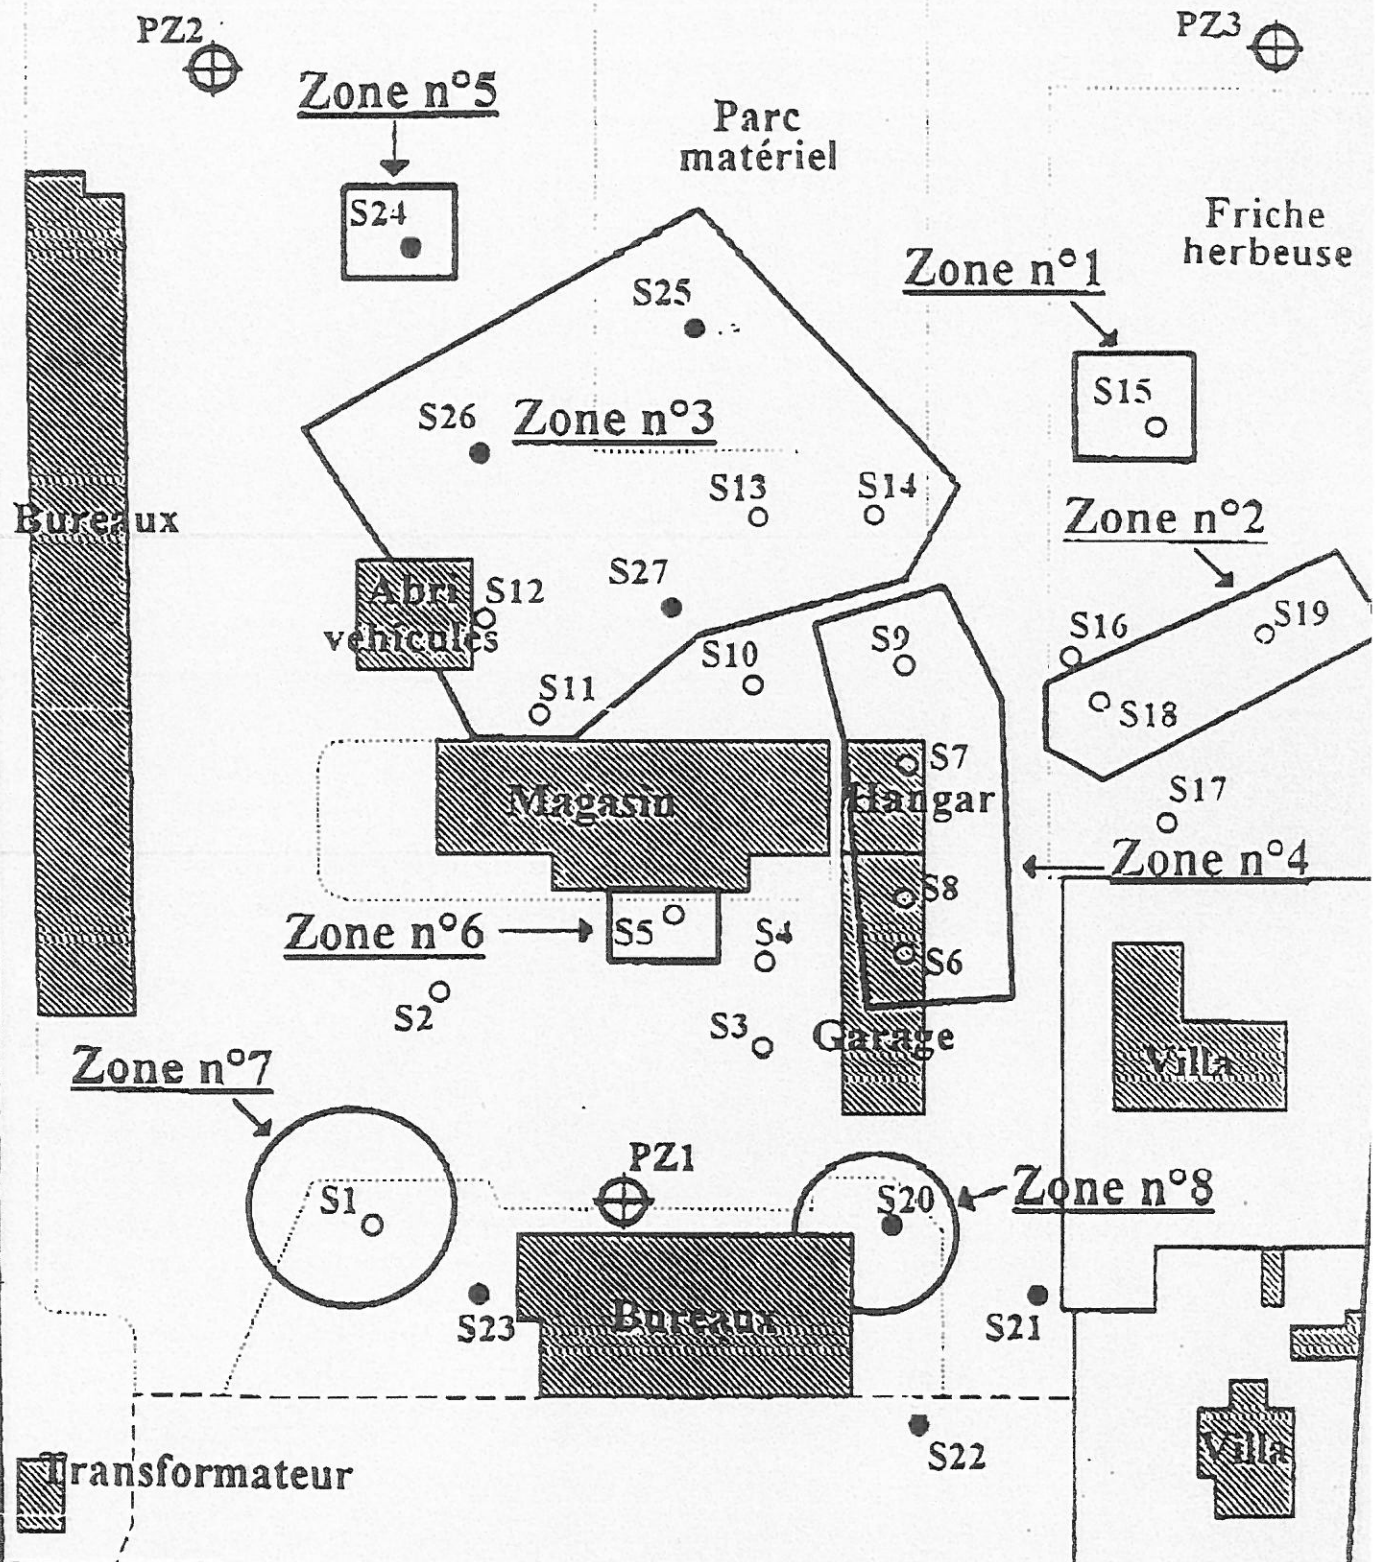 PZ2
PZ3
Zone n°5
Parc
matériel
S24
Friche
herbeuse
Zone n°1
S25
S15
S26
Zone n°3
S13
S14
Zone n°2
Bureaux
S27
Abri
véhicules
S12
S16
S19
S9
S10
S11
S18
S7
Magasin
Hangar
S17
Zone n°4
S8
Zone n°6
S5
S4
S6
S2
S3
Garage
Villa
Zone n°7
PZ1
Zone n°8
S1
S20
Bureaux
S23
S21
S22
Villa
Transformateur